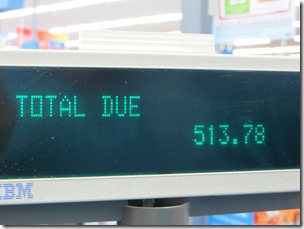 TOTAL DUE
513.78
IBM